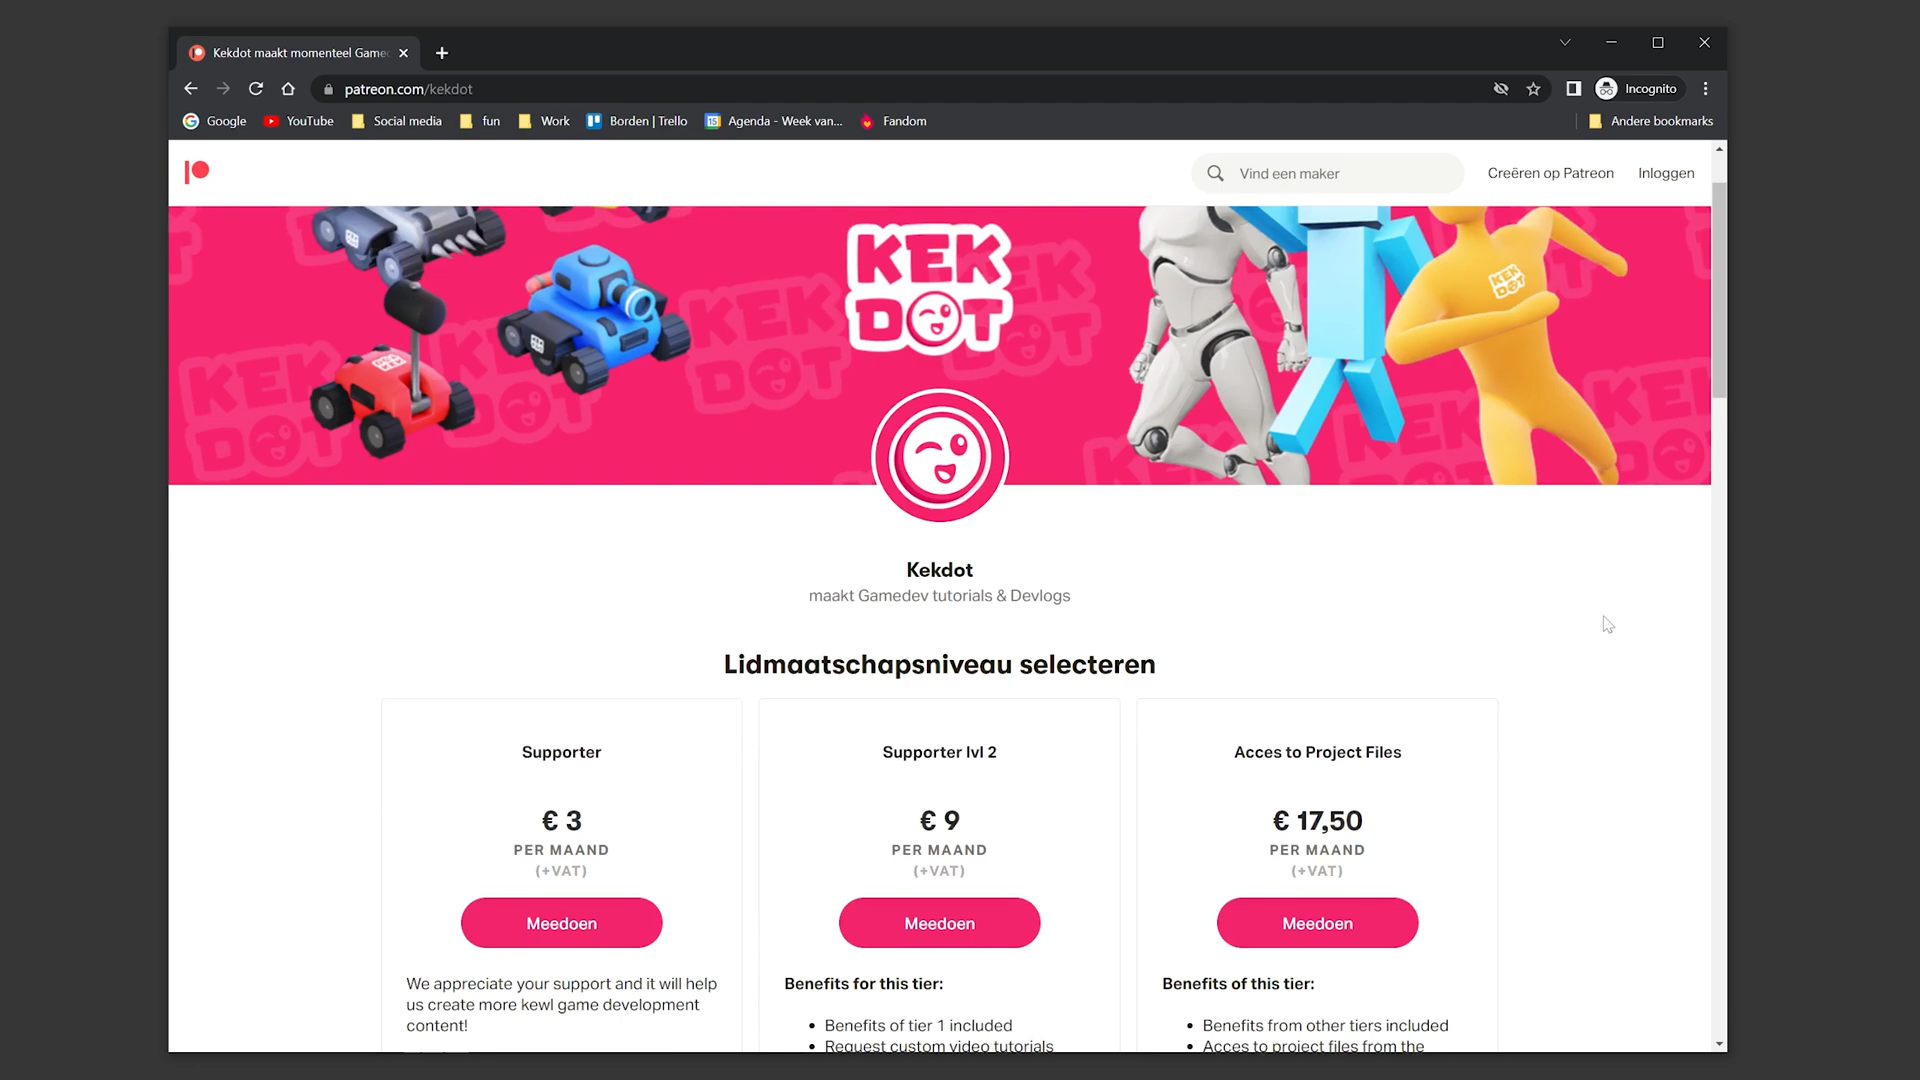 Kekdot maakt momenteel Game
patreon.com/kekdot
Incognito
Google
YouTube
Social media
fun
Work
Borden | Trello
15
Agenda - Week van...
Fandom
Andere bookmarks
Vind een maker
Creëren op Patreon
Inloggen
KEK
DOT
Kekdot
maakt Gamedev tutorials & Devlogs
Lidmaatschapsniveau selecteren
Supporter
€ 3
PER MAAND
(+VAT)
Meedoen
We appreciate your support and it will help
us create more kewl game development
content!
Supporter lvl 2
€ 9
PER MAAND
(+VAT)
Meedoen
Benefits for this tier:
• Benefits of tier 1 included
• Request custom video tutorials
Acces to Project Files
€ 17,50
PER MAAND
(+VAT)
Meedoen
Benefits of this tier:
• Benefits from other tiers included
• Acces to project files from the